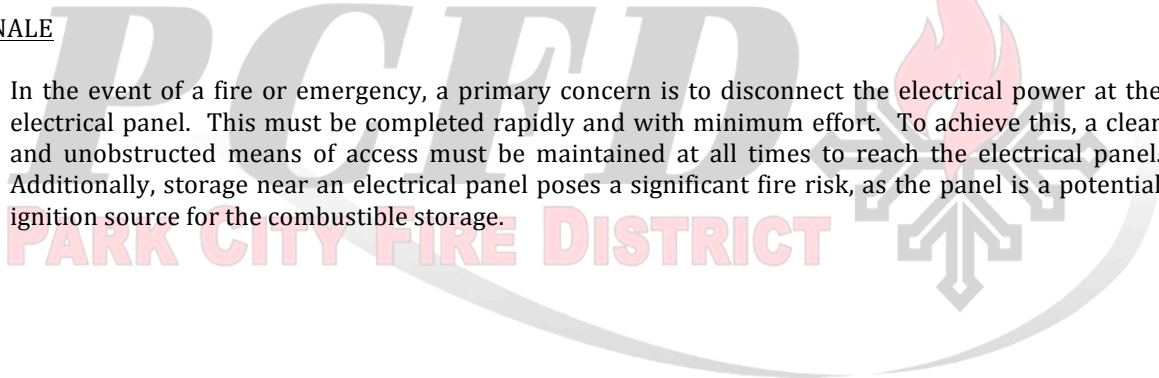 NALE
In the event of a fire or emergency, a primary concern is to disconnect the electrical power at the
electrical panel. This must be completed rapidly and with minimum effort. To achieve this, a clear
and unobstructed means of access must be maintained at all times to reach the electrical panel.
Additionally, storage near an electrical panel poses a significant fire risk, as the panel is a potential
ignition source for the combustible storage.
PCFD
PARK CITY FIRE DISTRICT